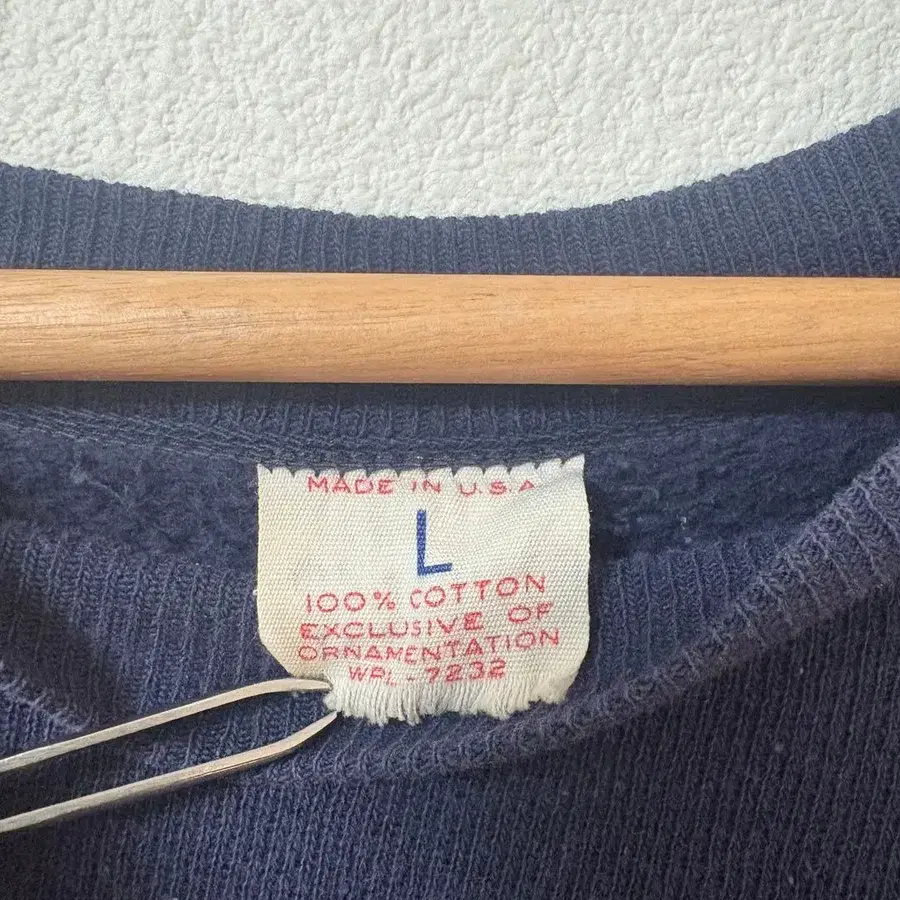 MADE IN U.S.A
L
100% COTTON
EXCLUSIVE OF
ORNAMENTATION
WPL-7232